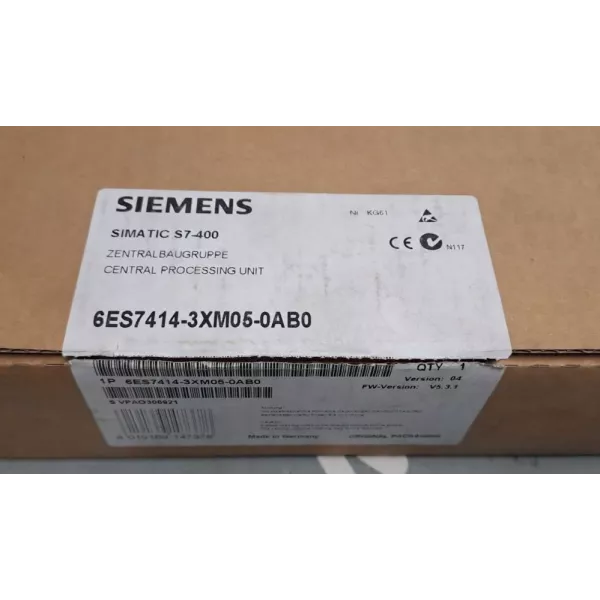 SIEMENS
SIMATIC S7-400
ZENTRALBAUGRUPPE
CENTRAL PROCESSING UNIT
N117
6ES7414-3XM05-0AB0
QTY 1
1P 6ES7414-3XM05-0AB0
Version: 04
FW-Version: V5.3.1
Made in Germany